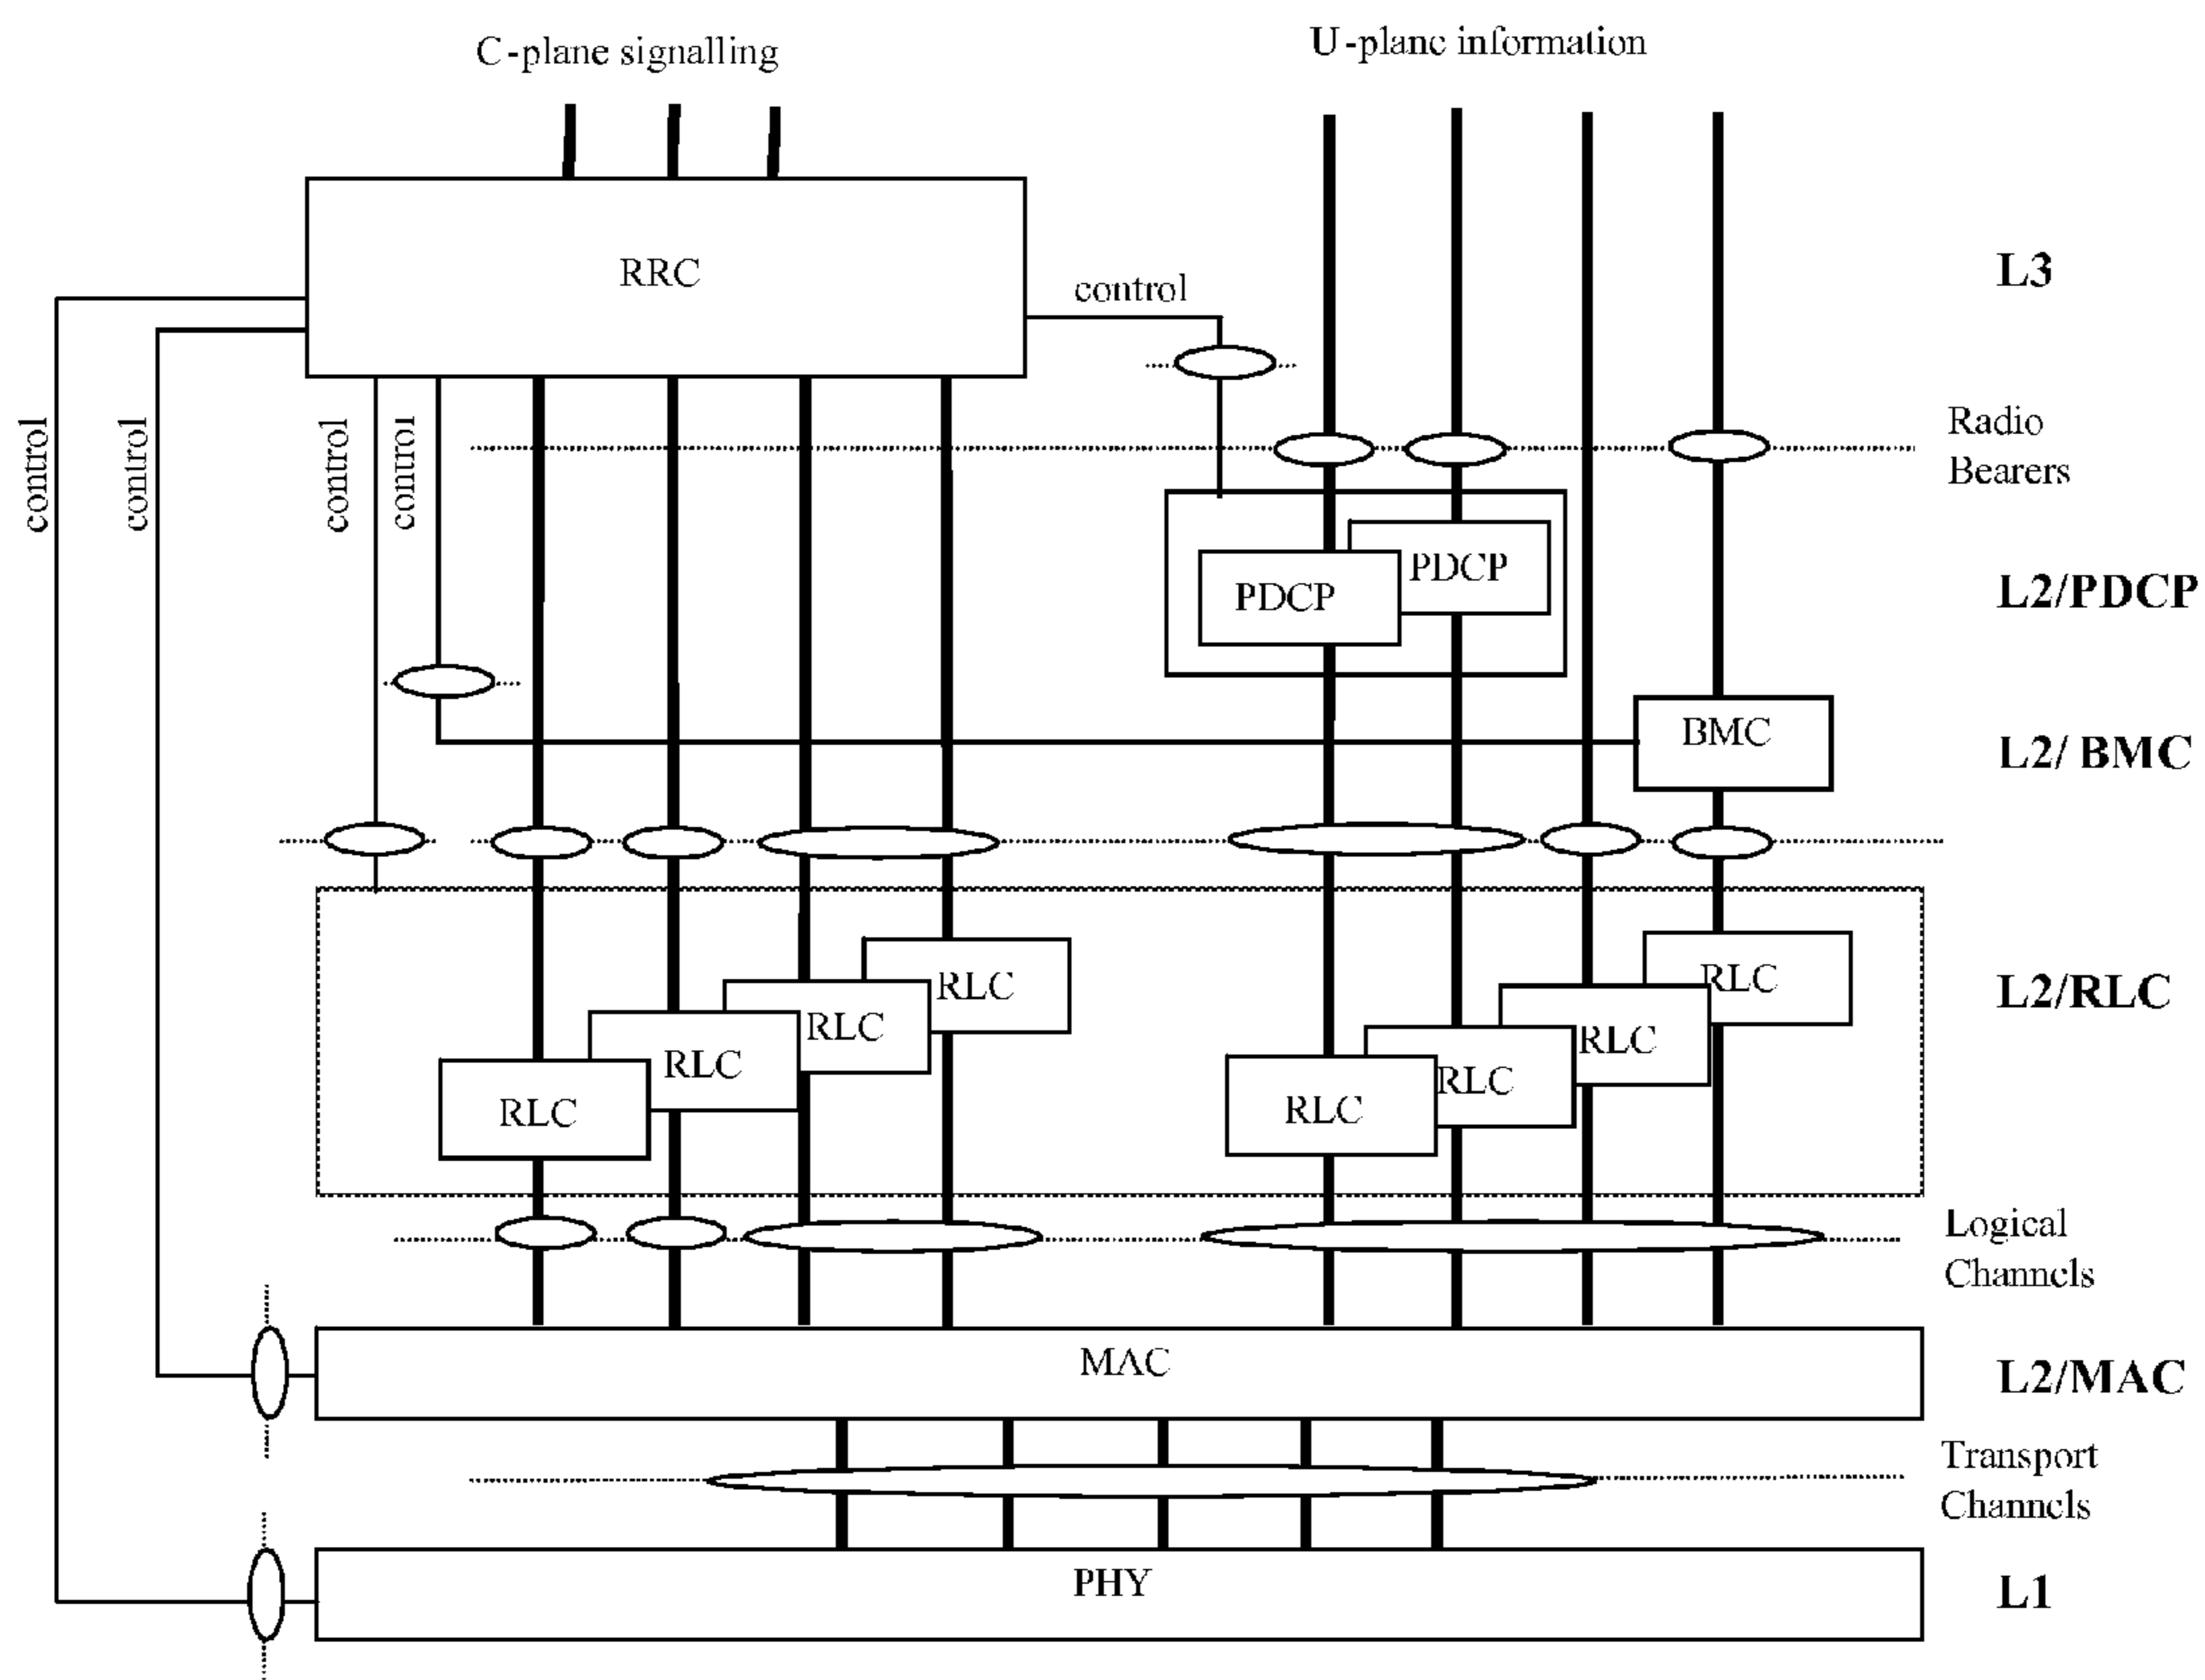 C-plane signalling
U-plane information
RRC
control
L3
control
control
control
control
Radio
Bearers
PDCP
PDCP
L2/PDCP
BMC
L2/ BMC
RLC
RLC
RLC
RLC
RLC
RLC
RLC
RLC
L2/RLC
Logical
Channels
MAC
L2/MAC
Transport
Channels
PHY
L1